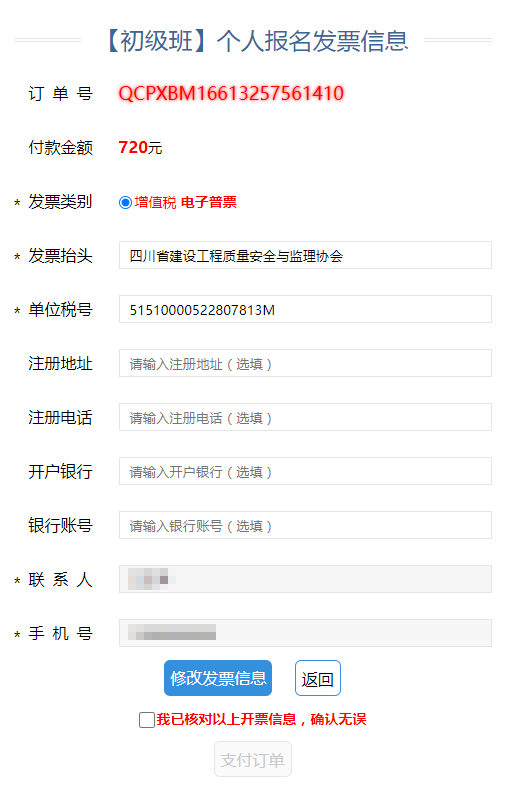 【初级班】个人报名发票信息
订 单 号 QCPXBM16613257561410
付款金额 720元
* 发票类别 增值税 电子普票
* 发票抬头 四川省建设工程质量安全与监理协会
* 单位税号 51510000522807813M
注册地址 请输入注册地址（选填）
注册电话 请输入注册电话（选填）
开户银行 请输入开户银行（选填）
银行账号 请输入银行账号（选填）
* 联 系 人
* 手 机 号
修改发票信息 返回
我已核对以上开票信息，确认无误
支付订单